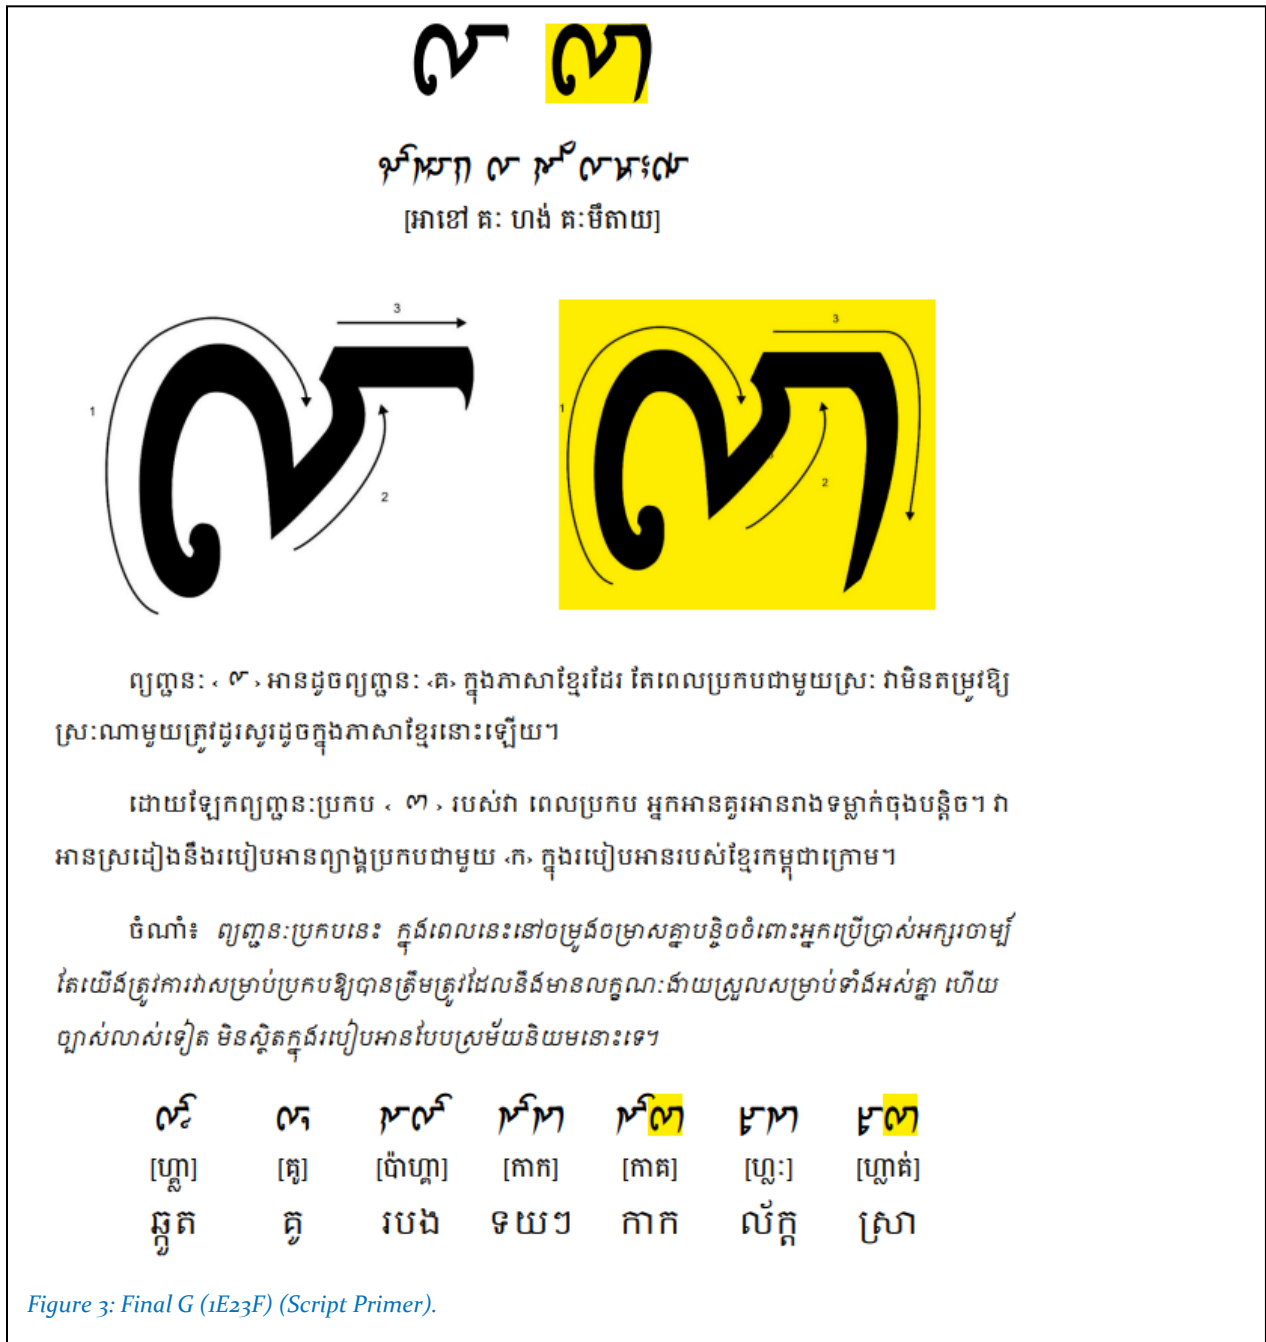 [អាខៅ គៈ ហង់ គៈមឹតាយ]
3
3
1
1
2
2
ព្យញ្ជនៈ ‹ › អានដូចព្យញ្ជនៈ ‹គ› ក្នុងភាសាខ្មែរដែរ តែពេលប្រកបជាមួយស្រៈ វាមិនតម្រូវឱ្យ
ស្រៈណាមួយត្រូវដូរសូរដូចក្នុងភាសាខ្មែរនោះឡើយ។
ដោយឡែកព្យញ្ជនៈប្រកប ‹ › របស់វា ពេលប្រកប អ្នកអានគួរអានរាងទម្លាក់ចុងបន្តិច។ វា
អានស្រដៀងនឹងរបៀបអានព្យាង្គប្រកបជាមួយ ‹ក› ក្នុងរបៀបអានរបស់ខ្មែរកម្ពុជាក្រោម។
ចំណាំ៖ ព្យញ្ជនៈប្រកបនេះ ក្នុងពេលនេះនៅចម្រូងចម្រាសគ្នាបន្ចិចចំពោះអ្នកប្រើប្រាស់អក្សរចាម្ប៍
តែយើងត្រូវការវាសម្រាប់ប្រកបឱ្យបានត្រឹមត្រូវដែលនឹងមានលក្ខណៈងាយស្រួលសម្រាប់ទាំងអស់គ្នា ហើយ
ច្បាស់លាស់ទៀត មិនស្ថិតក្នុងរបៀបអានបែបស្រម័យនិយមនោះទេ។
[ហ្គ្លា] [គូ] [ប៉ាហ្គា] [កាក] [កាគ] [ហ្លៈ] [ហ្លាគ់]
ឆ្កូត គូ របង ទយៗ កាក ល័ក្ត ស្រា
Figure 3: Final G (1E23F) (Script Primer).